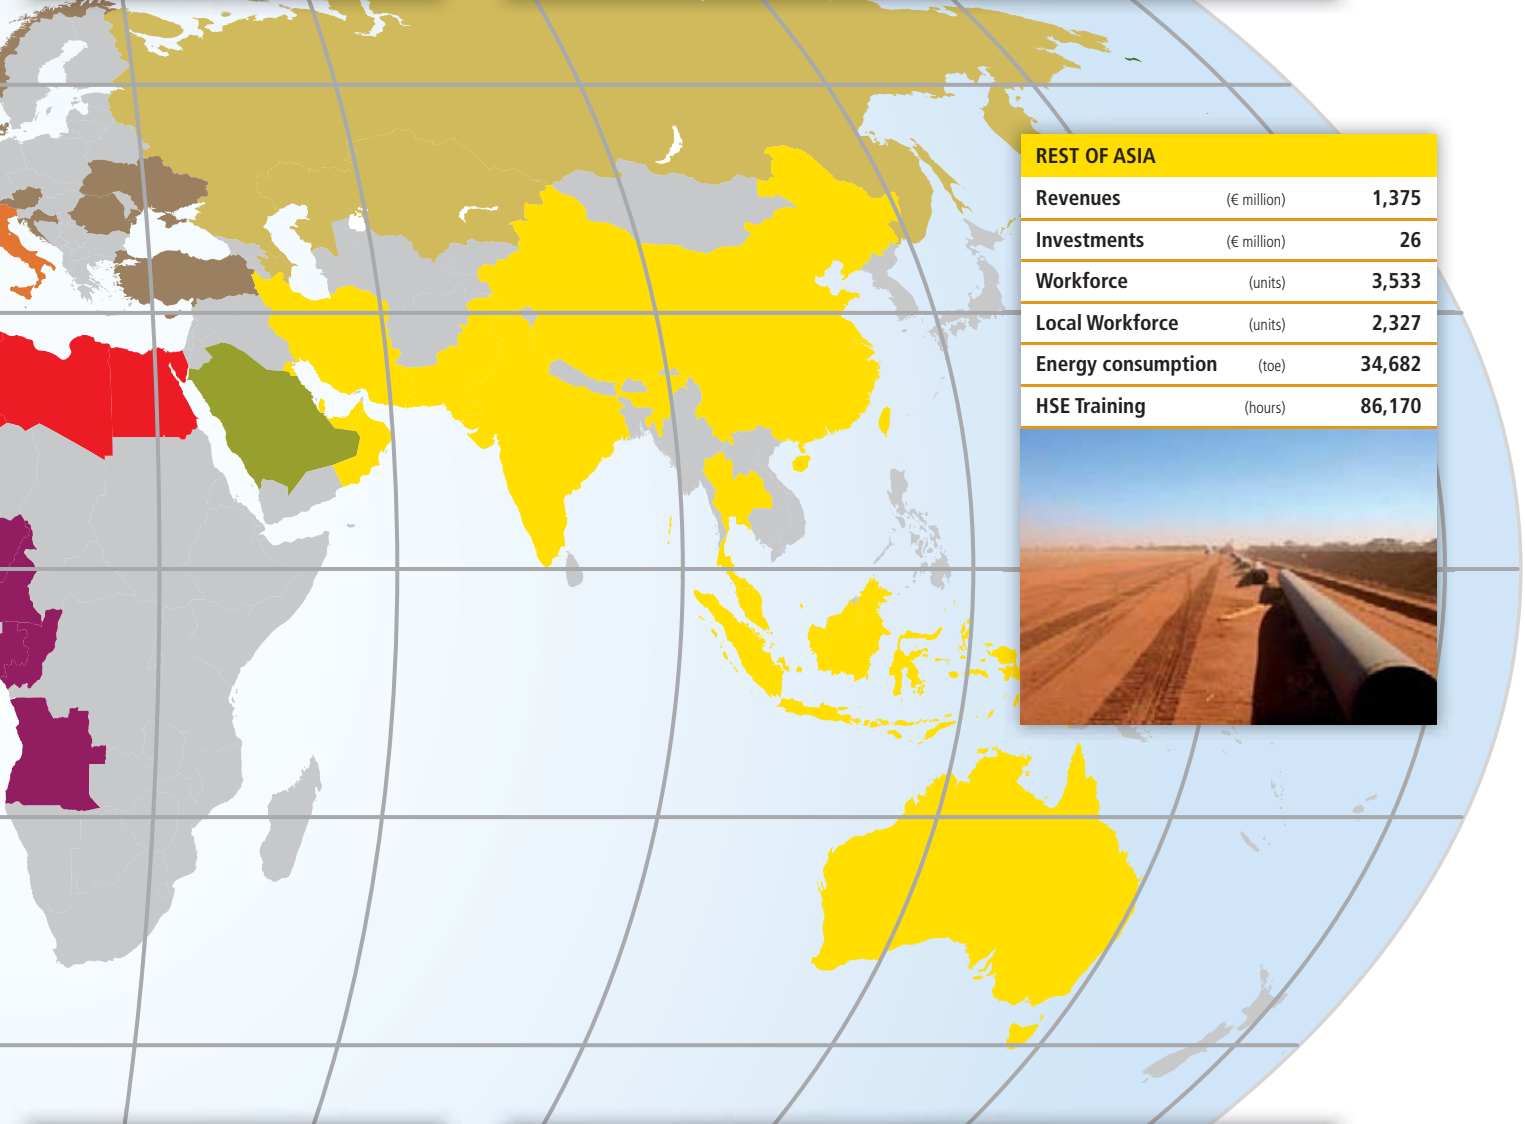 REST OF ASIA
Revenues (€ million) 1,375
Investments (€ million) 26
Workforce (units) 3,533
Local Workforce (units) 2,327
Energy consumption (toe) 34,682
HSE Training (hours) 86,170